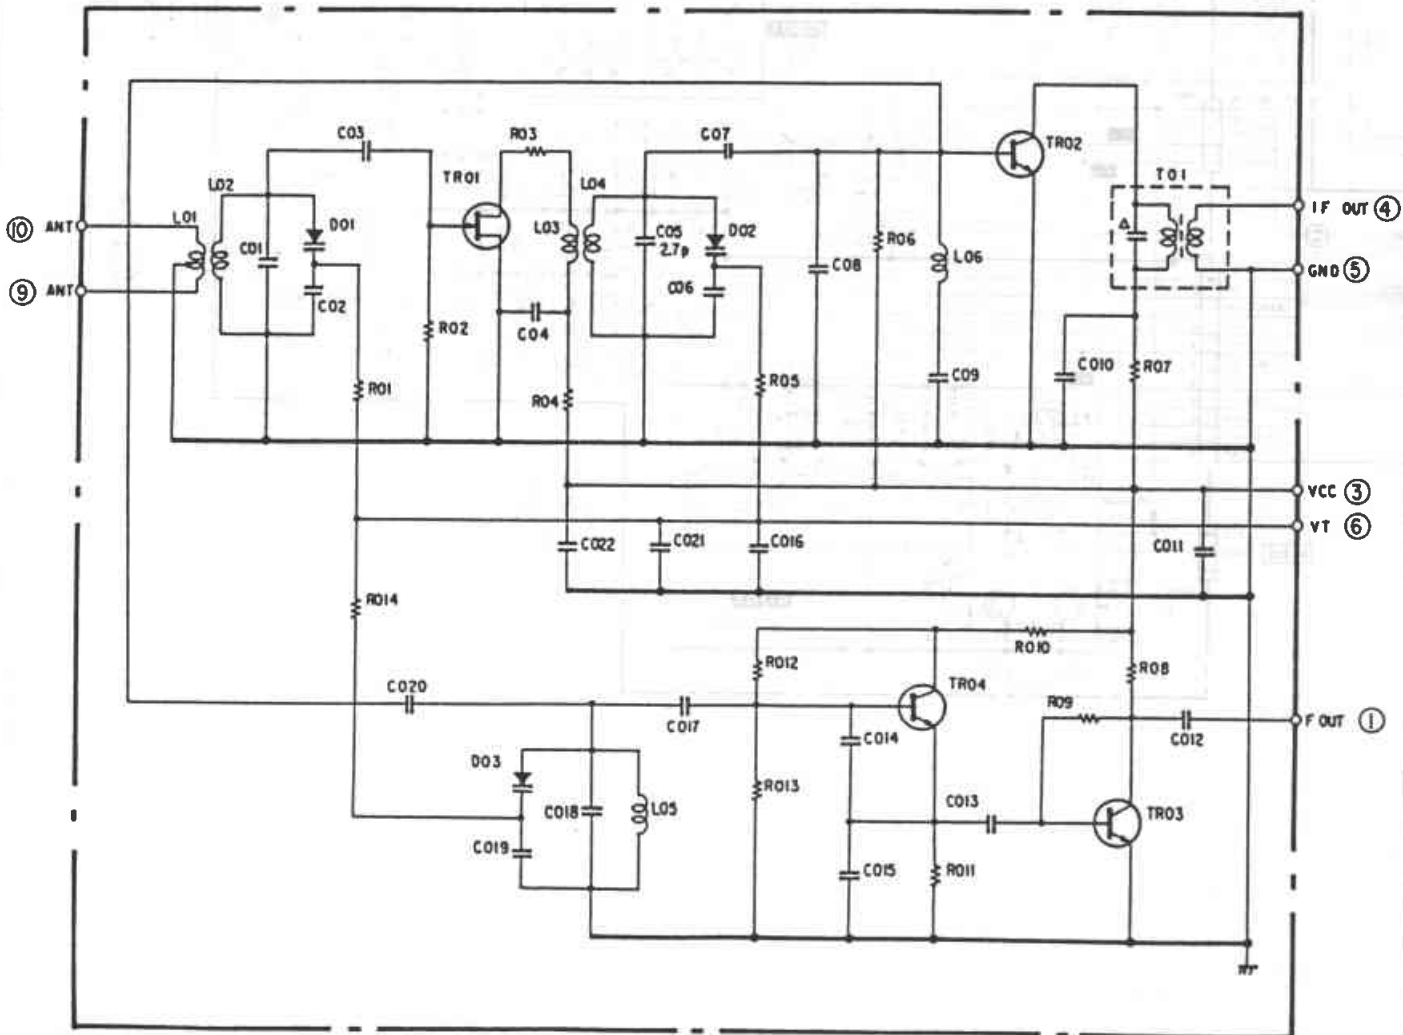 C03
R03
C07
TR02
TR01
T01
L02
L04
IF OUT ④
⑩ ANT
L01
D01
L03
C05
2.7p
D02
Δ
C01
R06
L06
C08
GND ⑤
⑨ ANT
C02
C06
R02
C04
C010
R07
R01
R04
R05
C09
VCC ③
VT ⑥
C022
C021
C016
C011
R014
R010
R012
R08
C020
TR04
R09
C017
F OUT ①
C014
C012
D03
R013
C018
L05
C013
TR03
C019
C015
R011